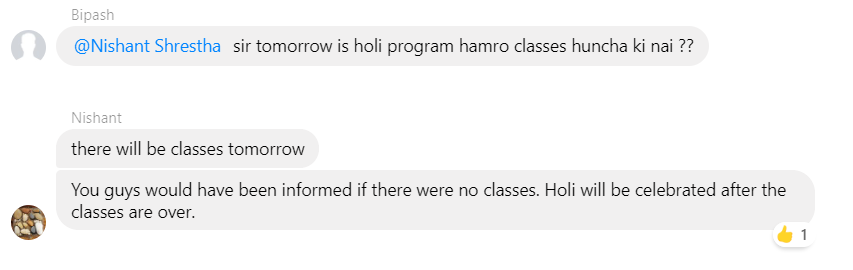 Bipash
@Nishant Shrestha sir tomorrow is holi program hamro classes huncha ki nai ??
Nishant
there will be classes tomorrow
You guys would have been informed if there were no classes. Holi will be celebrated after the
classes are over.
1